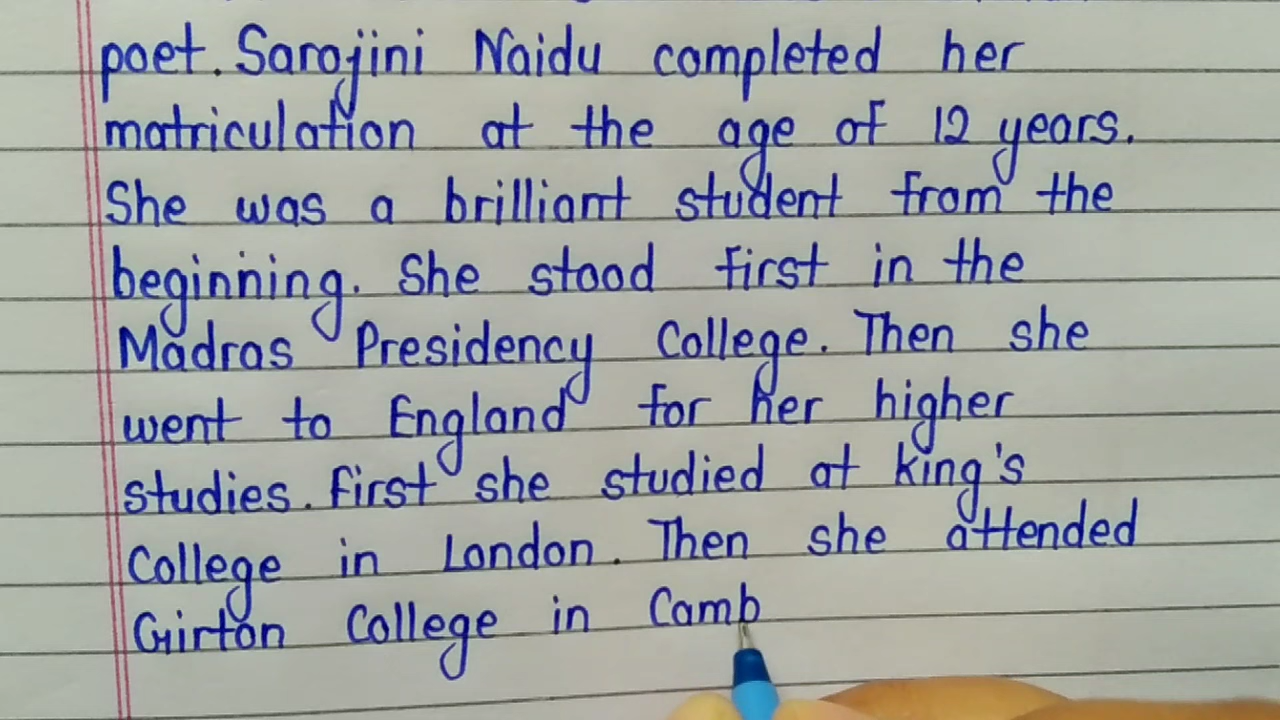 poet. Sarojini Naidu completed her
matriculation at the age of 12 years.
She was a brilliant student from the
beginning. She stood first in the
Madras Presidency College. Then she
went to England for her higher
studies. First she studied at King's
College in London. Then she attended
Girton College in Camb